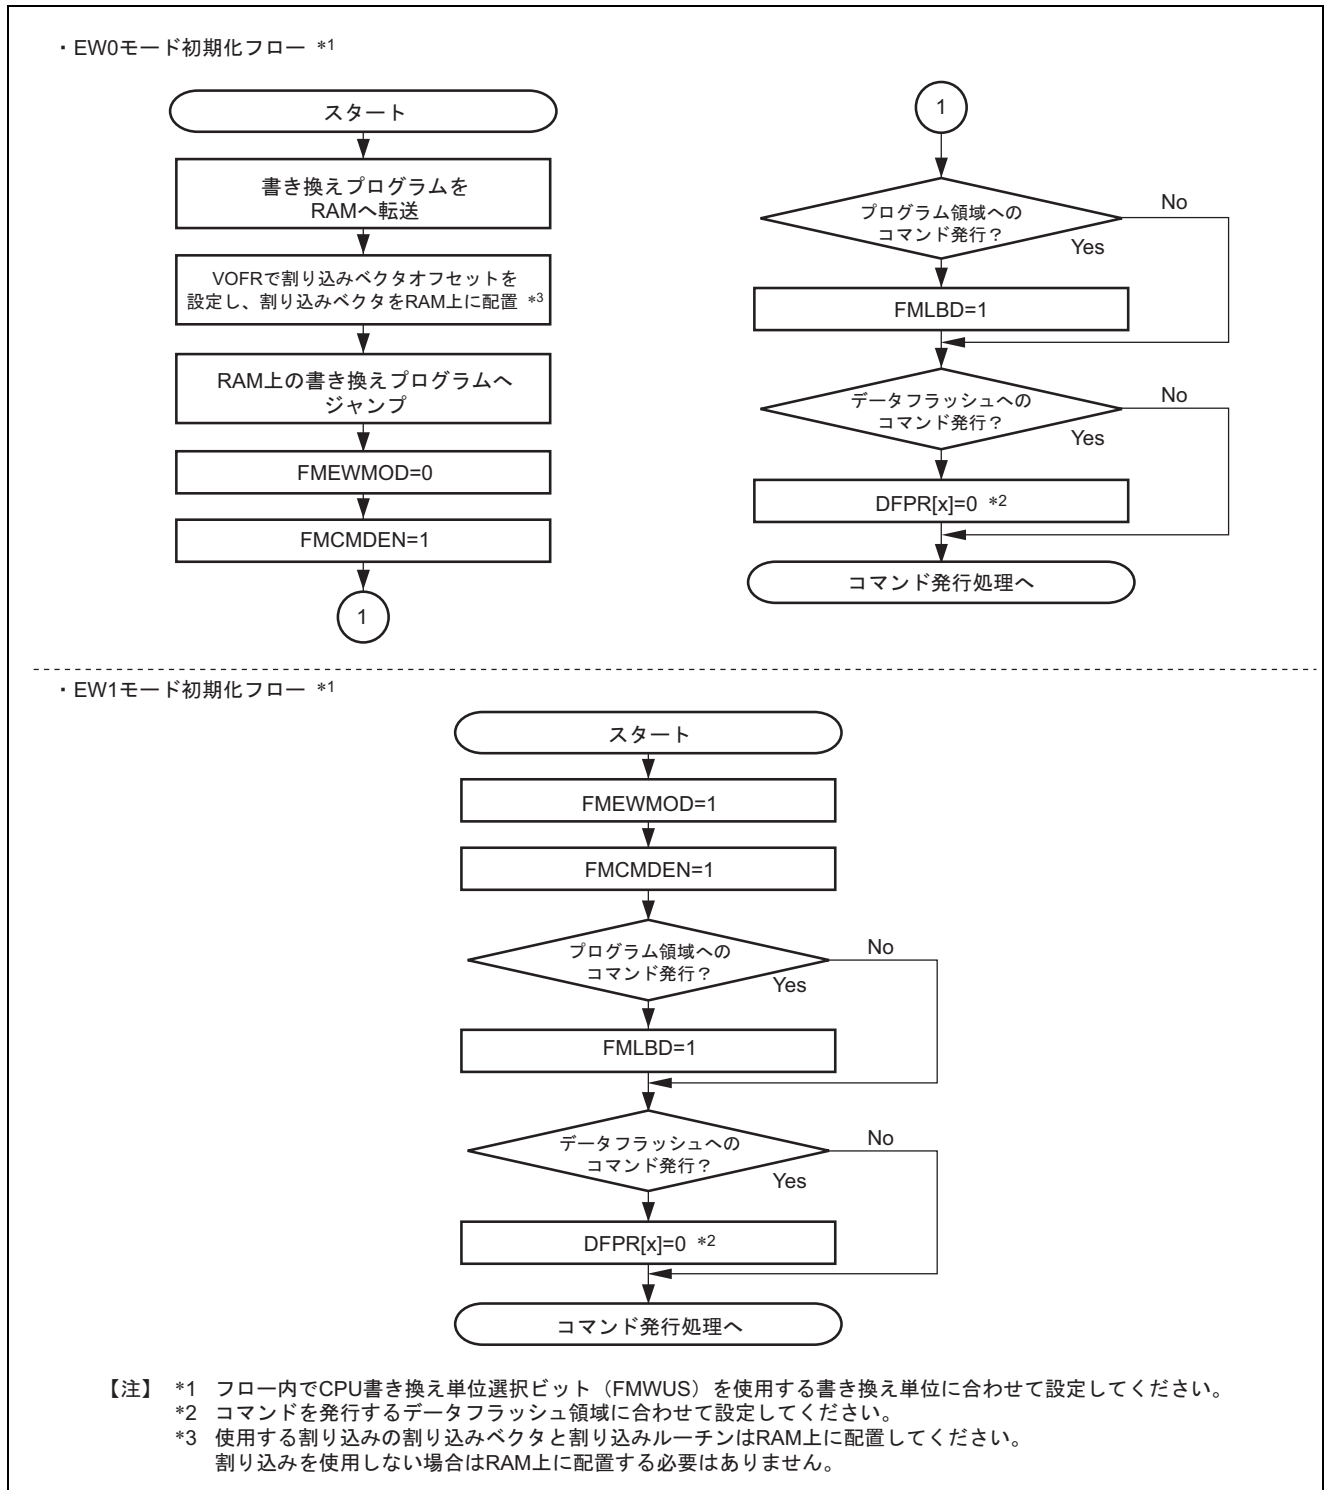 ・EW0モード初期化フロー *1
スタート
書き換えプログラムを
RAMへ転送
VOFRで割り込みベクタオフセットを
設定し、割り込みベクタをRAM上に配置 *3
RAM上の書き換えプログラムへ
ジャンプ
FMEWMOD=0
FMCMDEN=1
1
1
プログラム領域への
コマンド発行？
No
Yes
FMLBD=1
データフラッシュへの
コマンド発行？
No
Yes
DFPR[x]=0 *2
コマンド発行処理へ
・EW1モード初期化フロー *1
スタート
FMEWMOD=1
FMCMDEN=1
プログラム領域への
コマンド発行？
No
Yes
FMLBD=1
データフラッシュへの
コマンド発行？
No
Yes
DFPR[x]=0 *2
コマンド発行処理へ
【注】 *1 フロー内でCPU書き換え単位選択ビット（FMWUS）を使用する書き換え単位に合わせて設定してください。
*2 コマンドを発行するデータフラッシュ領域に合わせて設定してください。
*3 使用する割り込みの割り込みベクタと割り込みルーチンはRAM上に配置してください。
割り込みを使用しない場合はRAM上に配置する必要はありません。